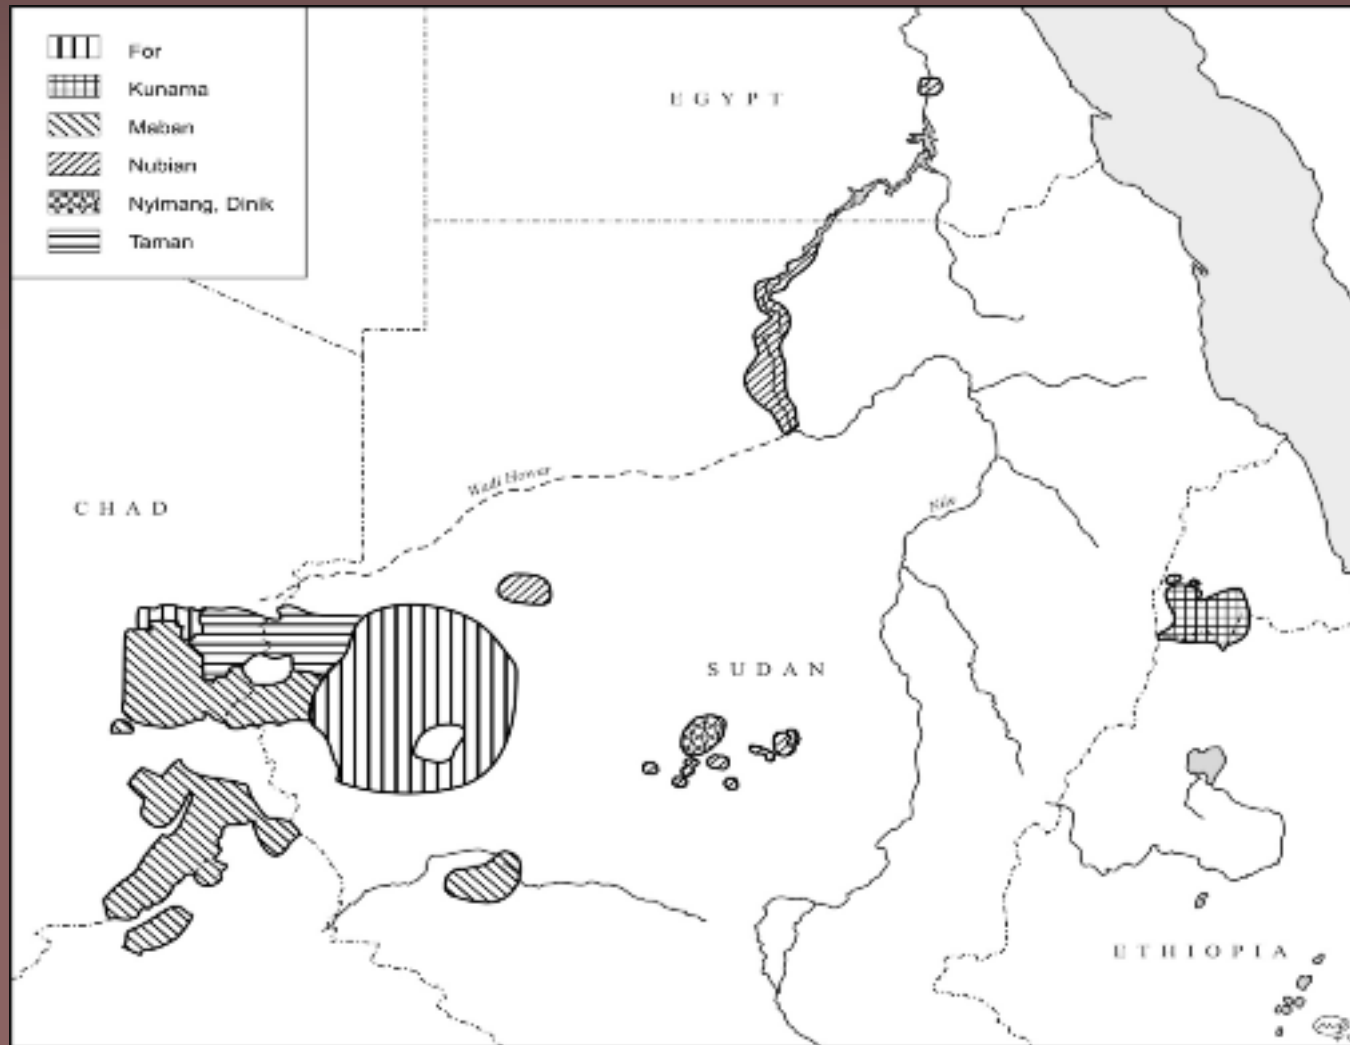 For
Kunama
Maban
Nubian
Nyimang, Dinik
Taman
EGYPT
Wadi Howar
CHAD
Nile
SUDAN
ETHIOPIA